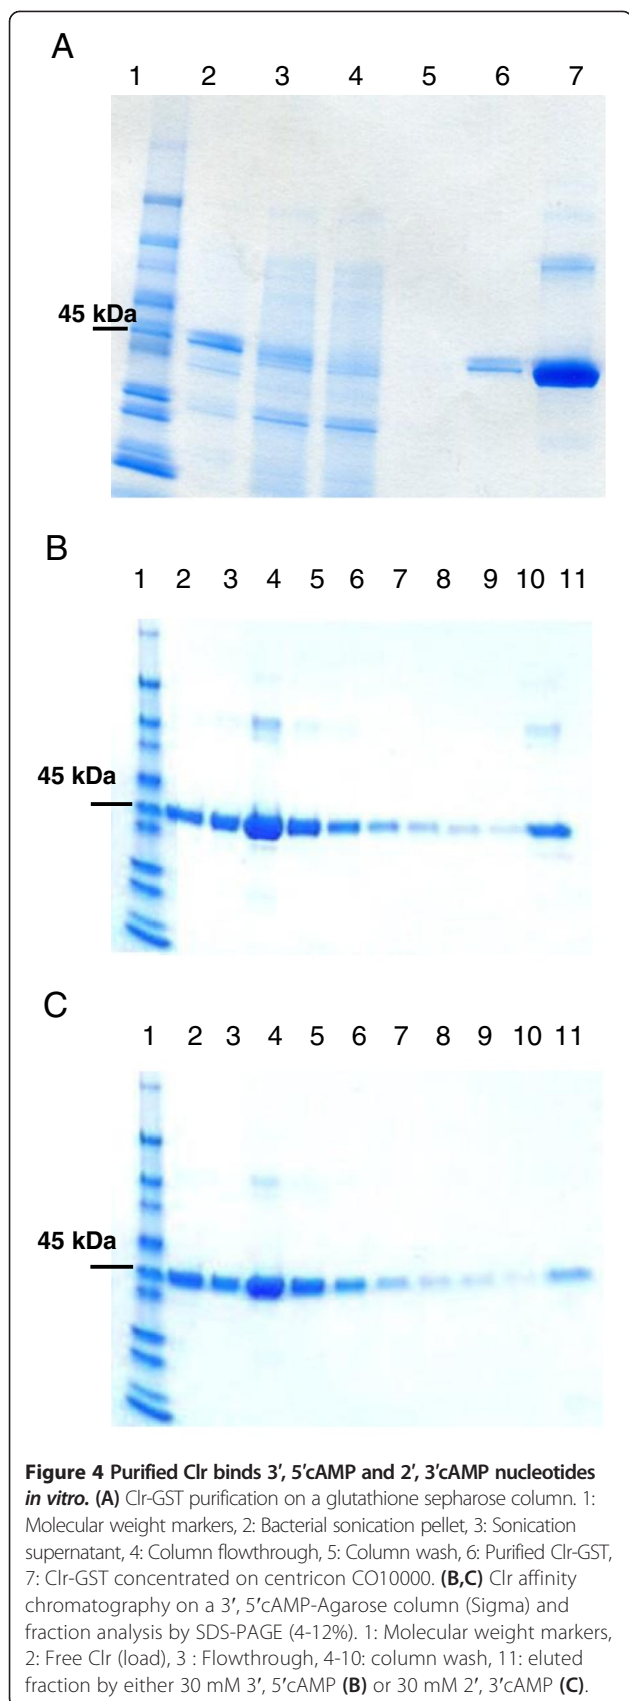 A
1 2 3 4 5 6 7
45 kDa
B
1 2 3 4 5 6 7 8 9 10 11
45 kDa
C
1 2 3 4 5 6 7 8 9 10 11
45 kDa
Figure 4 Purified Clr binds 3′, 5′cAMP and 2′, 3′cAMP nucleotides
in vitro. (A) Clr-GST purification on a glutathione sepharose column. 1:
Molecular weight markers, 2: Bacterial sonication pellet, 3: Sonication
supernatant, 4: Column flowthrough, 5: Column wash, 6: Purified Clr-GST,
7: Clr-GST concentrated on centricon CO10000. (B,C) Clr affinity
chromatography on a 3′, 5′cAMP-Agarose column (Sigma) and
fraction analysis by SDS-PAGE (4-12%). 1: Molecular weight markers,
2: Free Clr (load), 3 : Flowthrough, 4-10: column wash, 11: eluted
fraction by either 30 mM 3′, 5′cAMP (B) or 30 mM 2′, 3′cAMP (C).